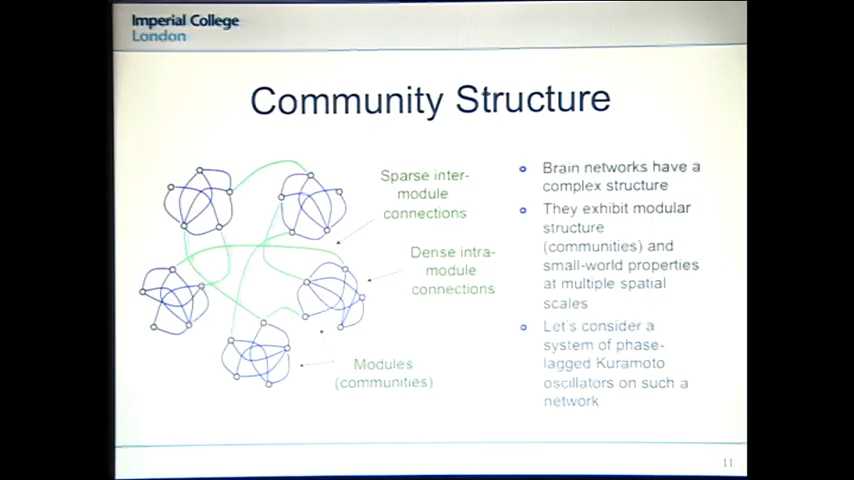 Imperial College
London
Community Structure
Sparse inter-
module
connections
Dense intra-
module
connections
Modules
(communities)
Brain networks have a
complex structure
They exhibit modular
structure
(communities) and
small-world properties
at multiple spatial
scales
Let's consider a
system of phase-
lagged Kuramoto
oscillators on such a
network
11